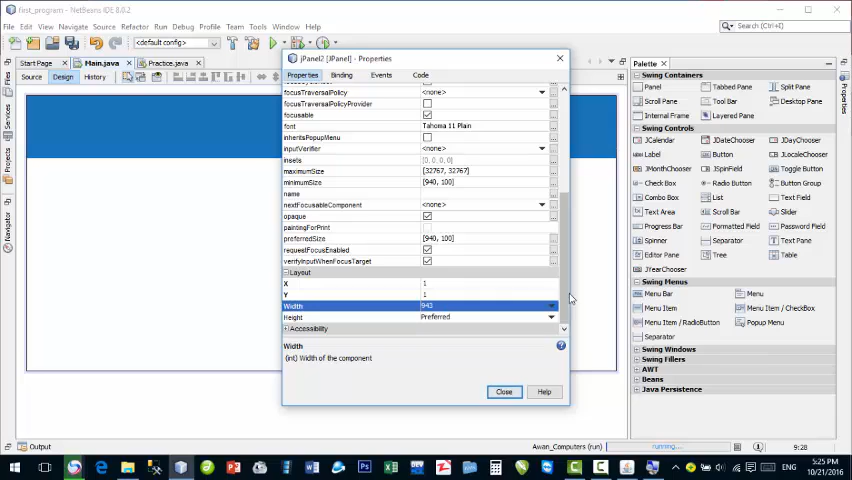 first_program - NetBeans IDE 8.0.2
File Edit View Navigate Source Refactor Run Debug Profile Team Tools Window Help
<default config>
Search (Ctrl+I)
Start Page
Main.java
Practice.java
Source Design History
Files
Services
Projects
Navigator
jPanel2 [JPanel] - Properties
Properties Binding Events Code
focusTraversalPolicy <none>
focusTraversalPolicyProvider
focusable
font Tahoma 11 Plain
inheritsPopupMenu
inputVerifier <none>
insets [0, 0, 0, 0]
maximumSize [32767, 32767]
minimumSize [940, 100]
name
nextFocusableComponent <none>
opaque
paintingForPrint
preferredSize [940, 100]
requestFocusEnabled
verifyInputWhenFocusTarget
Layout
X 1
Y 1
Width 943
Height Preferred
Accessibility
Width
(int) Width of the component
Close Help
Palette
Properties
Swing Containers
Panel Tabbed Pane Split Pane
Scroll Pane Tool Bar Desktop Pane
Internal Frame Layered Pane
Swing Controls
JCalendar JDateChooser JDayChooser
Label Button JLocaleChooser
JMonthChooser JSpinField Toggle Button
Check Box Radio Button Button Group
Combo Box List Text Field
Text Area Scroll Bar Slider
Progress Bar Formatted Field Password Field
Spinner Separator Text Pane
Editor Pane Tree Table
JYearChooser
Swing Menus
Menu Bar Menu
Menu Item Menu Item / CheckBox
Menu Item / RadioButton Popup Menu
Separator
Swing Windows
Swing Fillers
AWT
Beans
Java Persistence
Output
Awan_Computers (run)
running...
9:28
ENG
5:25 PM
10/21/2016